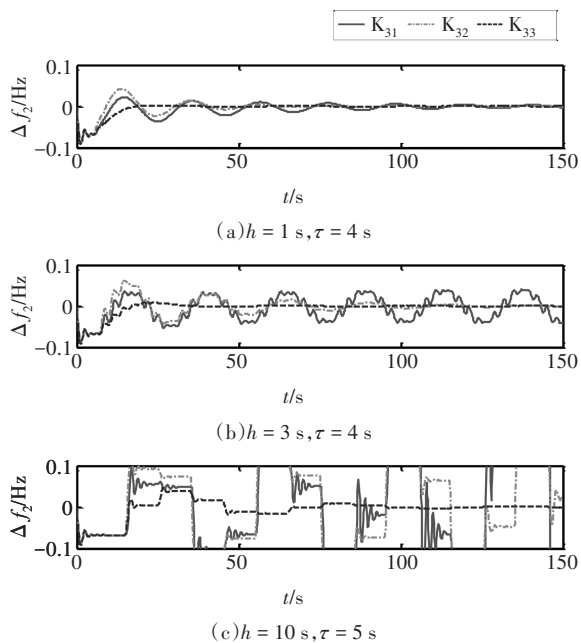 K₃₁ K₃₂ K₃₃
0.1
0
−0.1
Δf₂/Hz
0 50 100 150
t/s
(a)h = 1 s,τ = 4 s
0.1
0
−0.1
Δf₂/Hz
0 50 100 150
t/s
(b)h = 3 s,τ = 4 s
0.1
0
−0.1
Δf₂/Hz
0 50 100 150
t/s
(c)h = 10 s,τ = 5 s